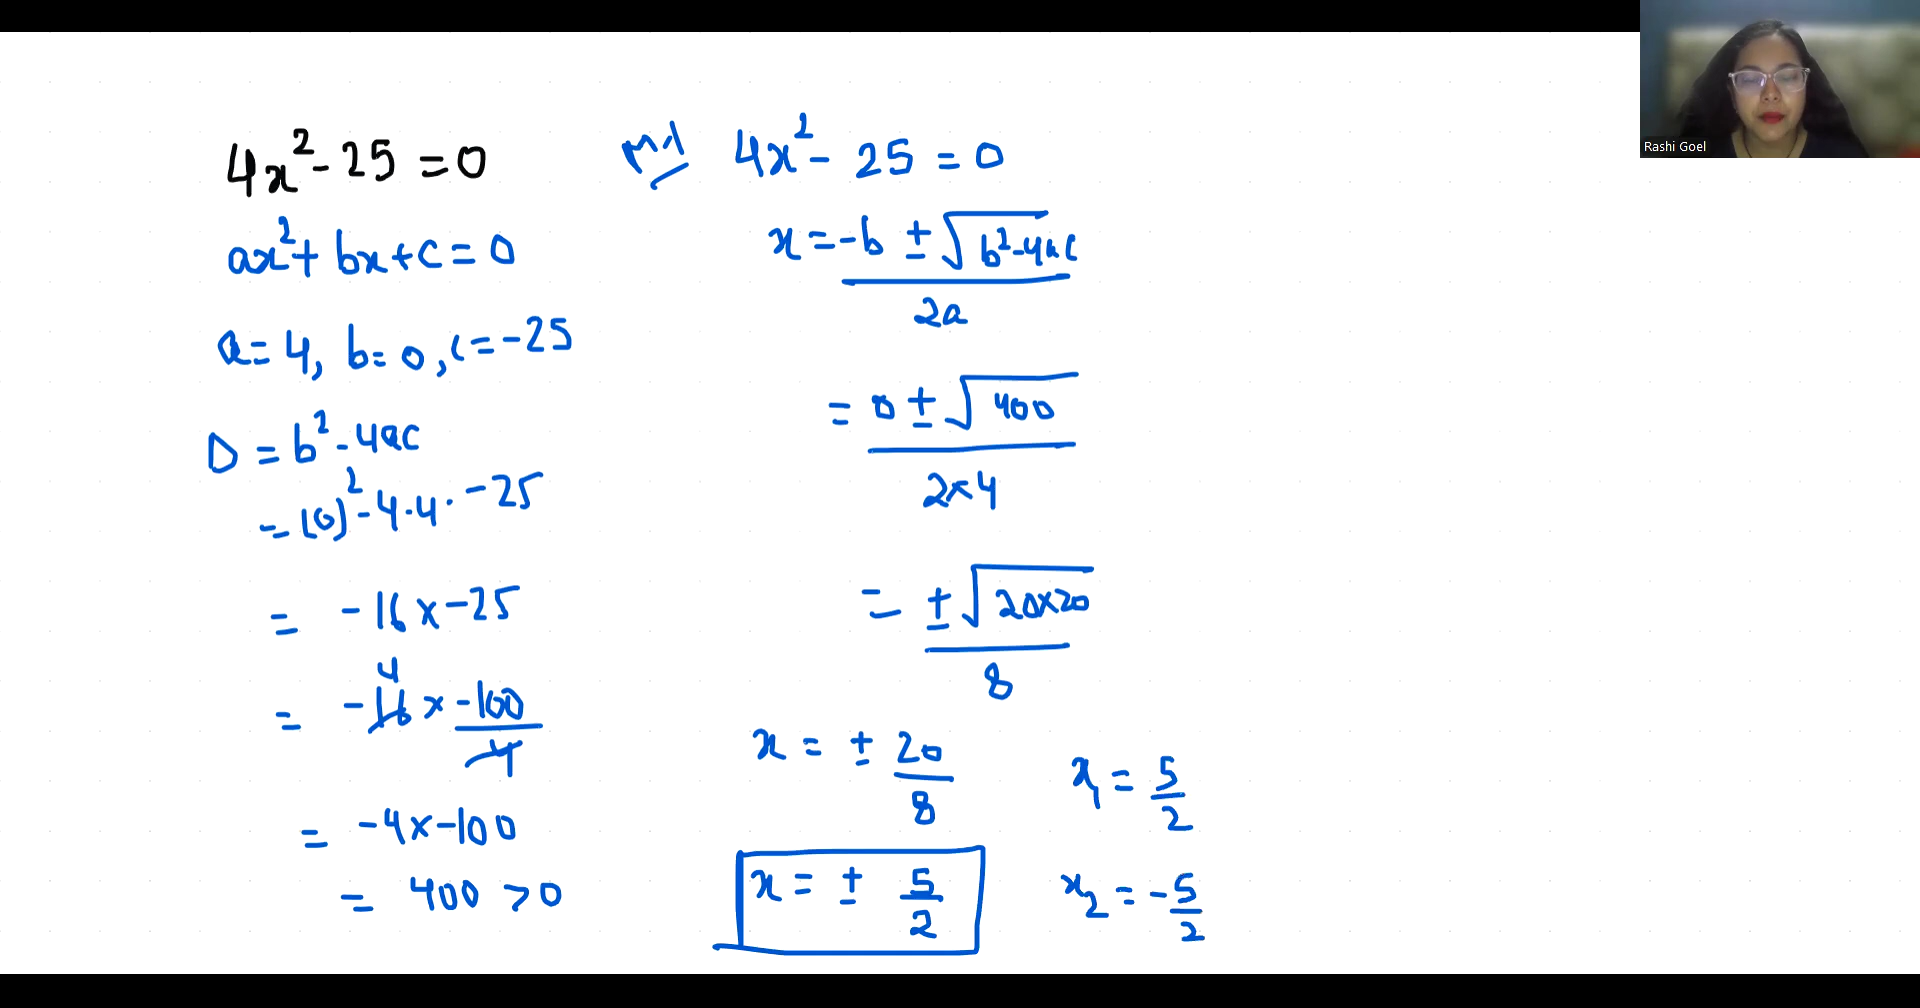 4x² - 25 = 0
ax² + bx + c = 0
a = 4, b = 0, c = -25
D = b² - 4ac
= (0)² - 4·4· -25
= -16 x -25
= -16 x -100/4
4
= -4 x -100
= 400 > 0
M1 4x² - 25 = 0
x = -b ± √b² - 4ac / 2a
= 0 ± √400 / 2x4
= ± √20x20 / 8
x = ± 20/8
x = ± 5/2
x₁ = 5/2
x₂ = -5/2
Rashi Goel